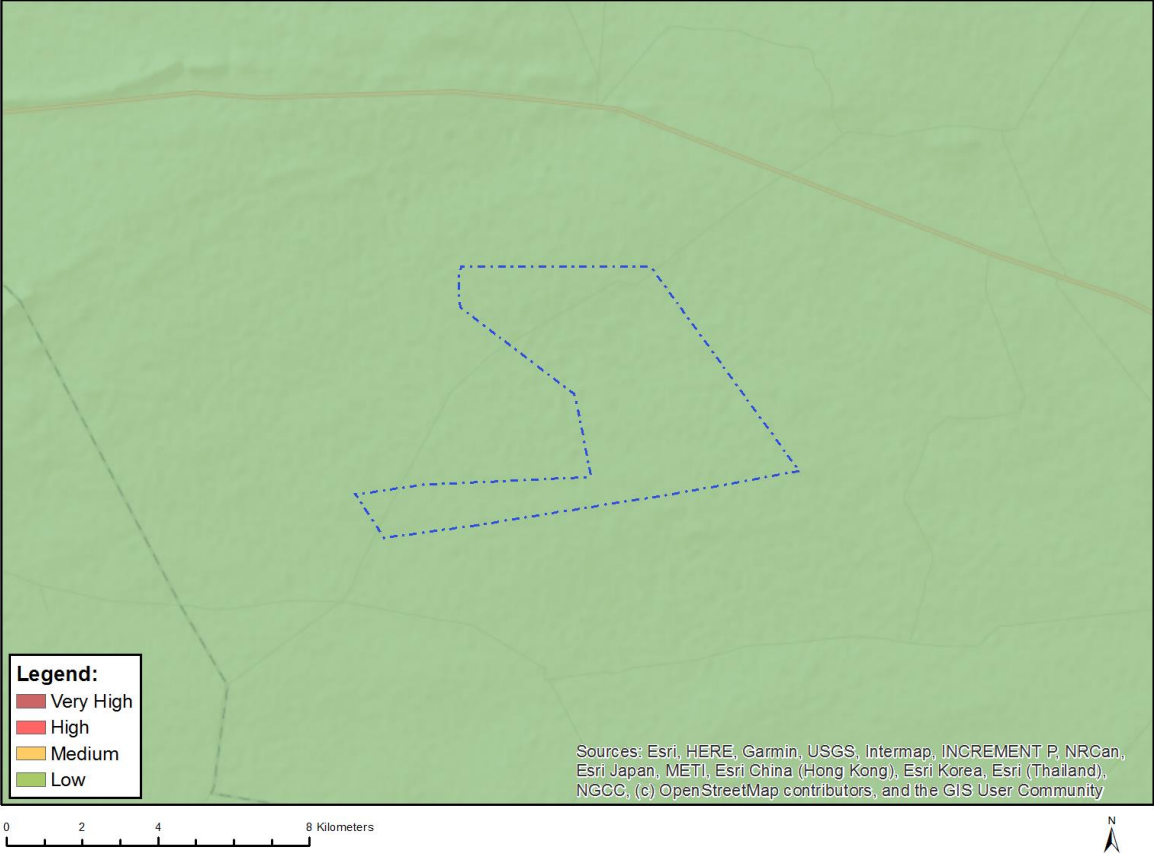 Legend:
Very High
High
Medium
Low
Sources: Esri, HERE, Garmin, USGS, Intermap, INCREMENT P, NRCan,
Esri Japan, METI, Esri China (Hong Kong), Esri Korea, Esri (Thailand),
NGCC, (c) OpenStreetMap contributors, and the GIS User Community
0 2 4 8 Kilometers
N